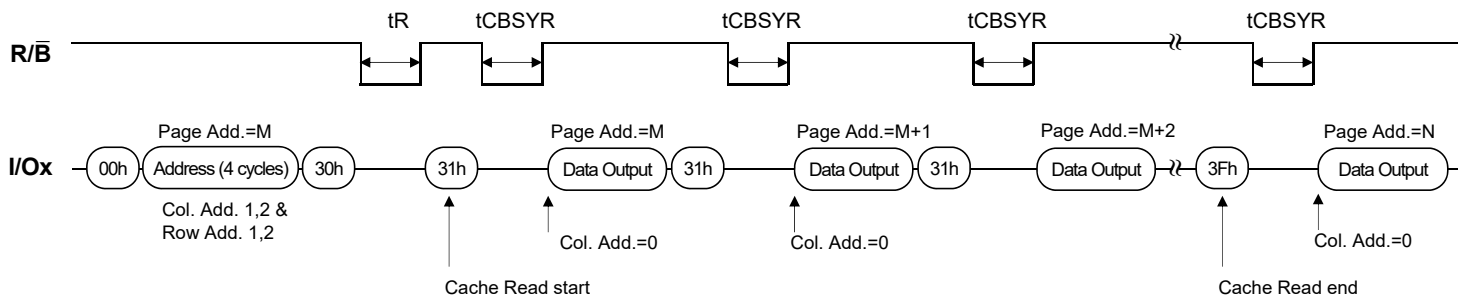 tR tCBSYR tCBSYR tCBSYR tCBSYR
R/B̅
Page Add.=M Page Add.=M Page Add.=M+1 Page Add.=M+2 Page Add.=N
I/Ox 00h Address (4 cycles) 30h 31h Data Output 31h Data Output 31h Data Output 3Fh Data Output
Col. Add. 1,2 &
Row Add. 1,2
Col. Add.=0 Col. Add.=0 Col. Add.=0
Cache Read start Cache Read end